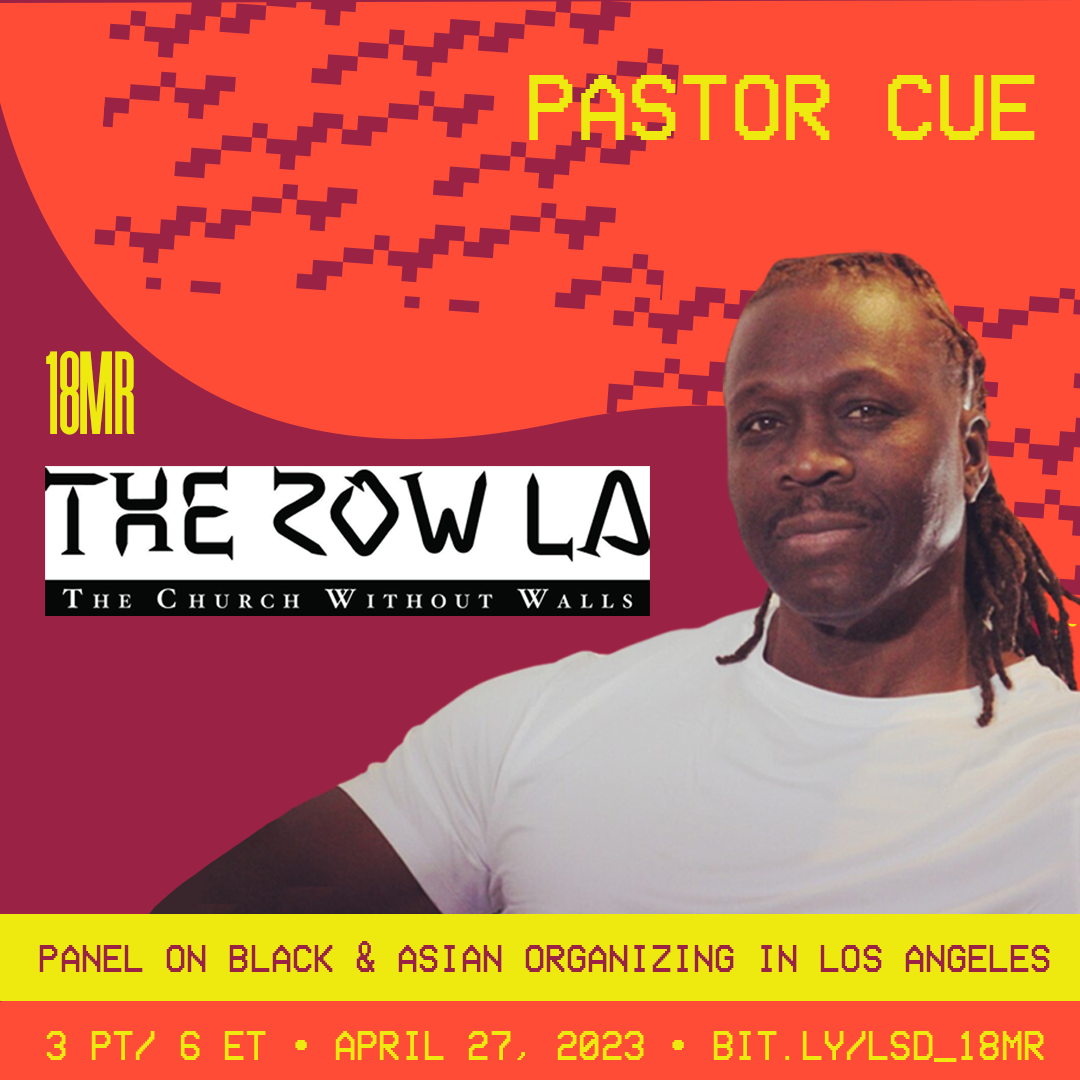 PASTOR CUE
18MR
THE ROW LA
THE CHURCH WITHOUT WALLS
PANEL ON BLACK & ASIAN ORGANIZING IN LOS ANGELES
3 PT/ 6 ET • APRIL 27, 2023 • BIT.LY/LSD_18MR